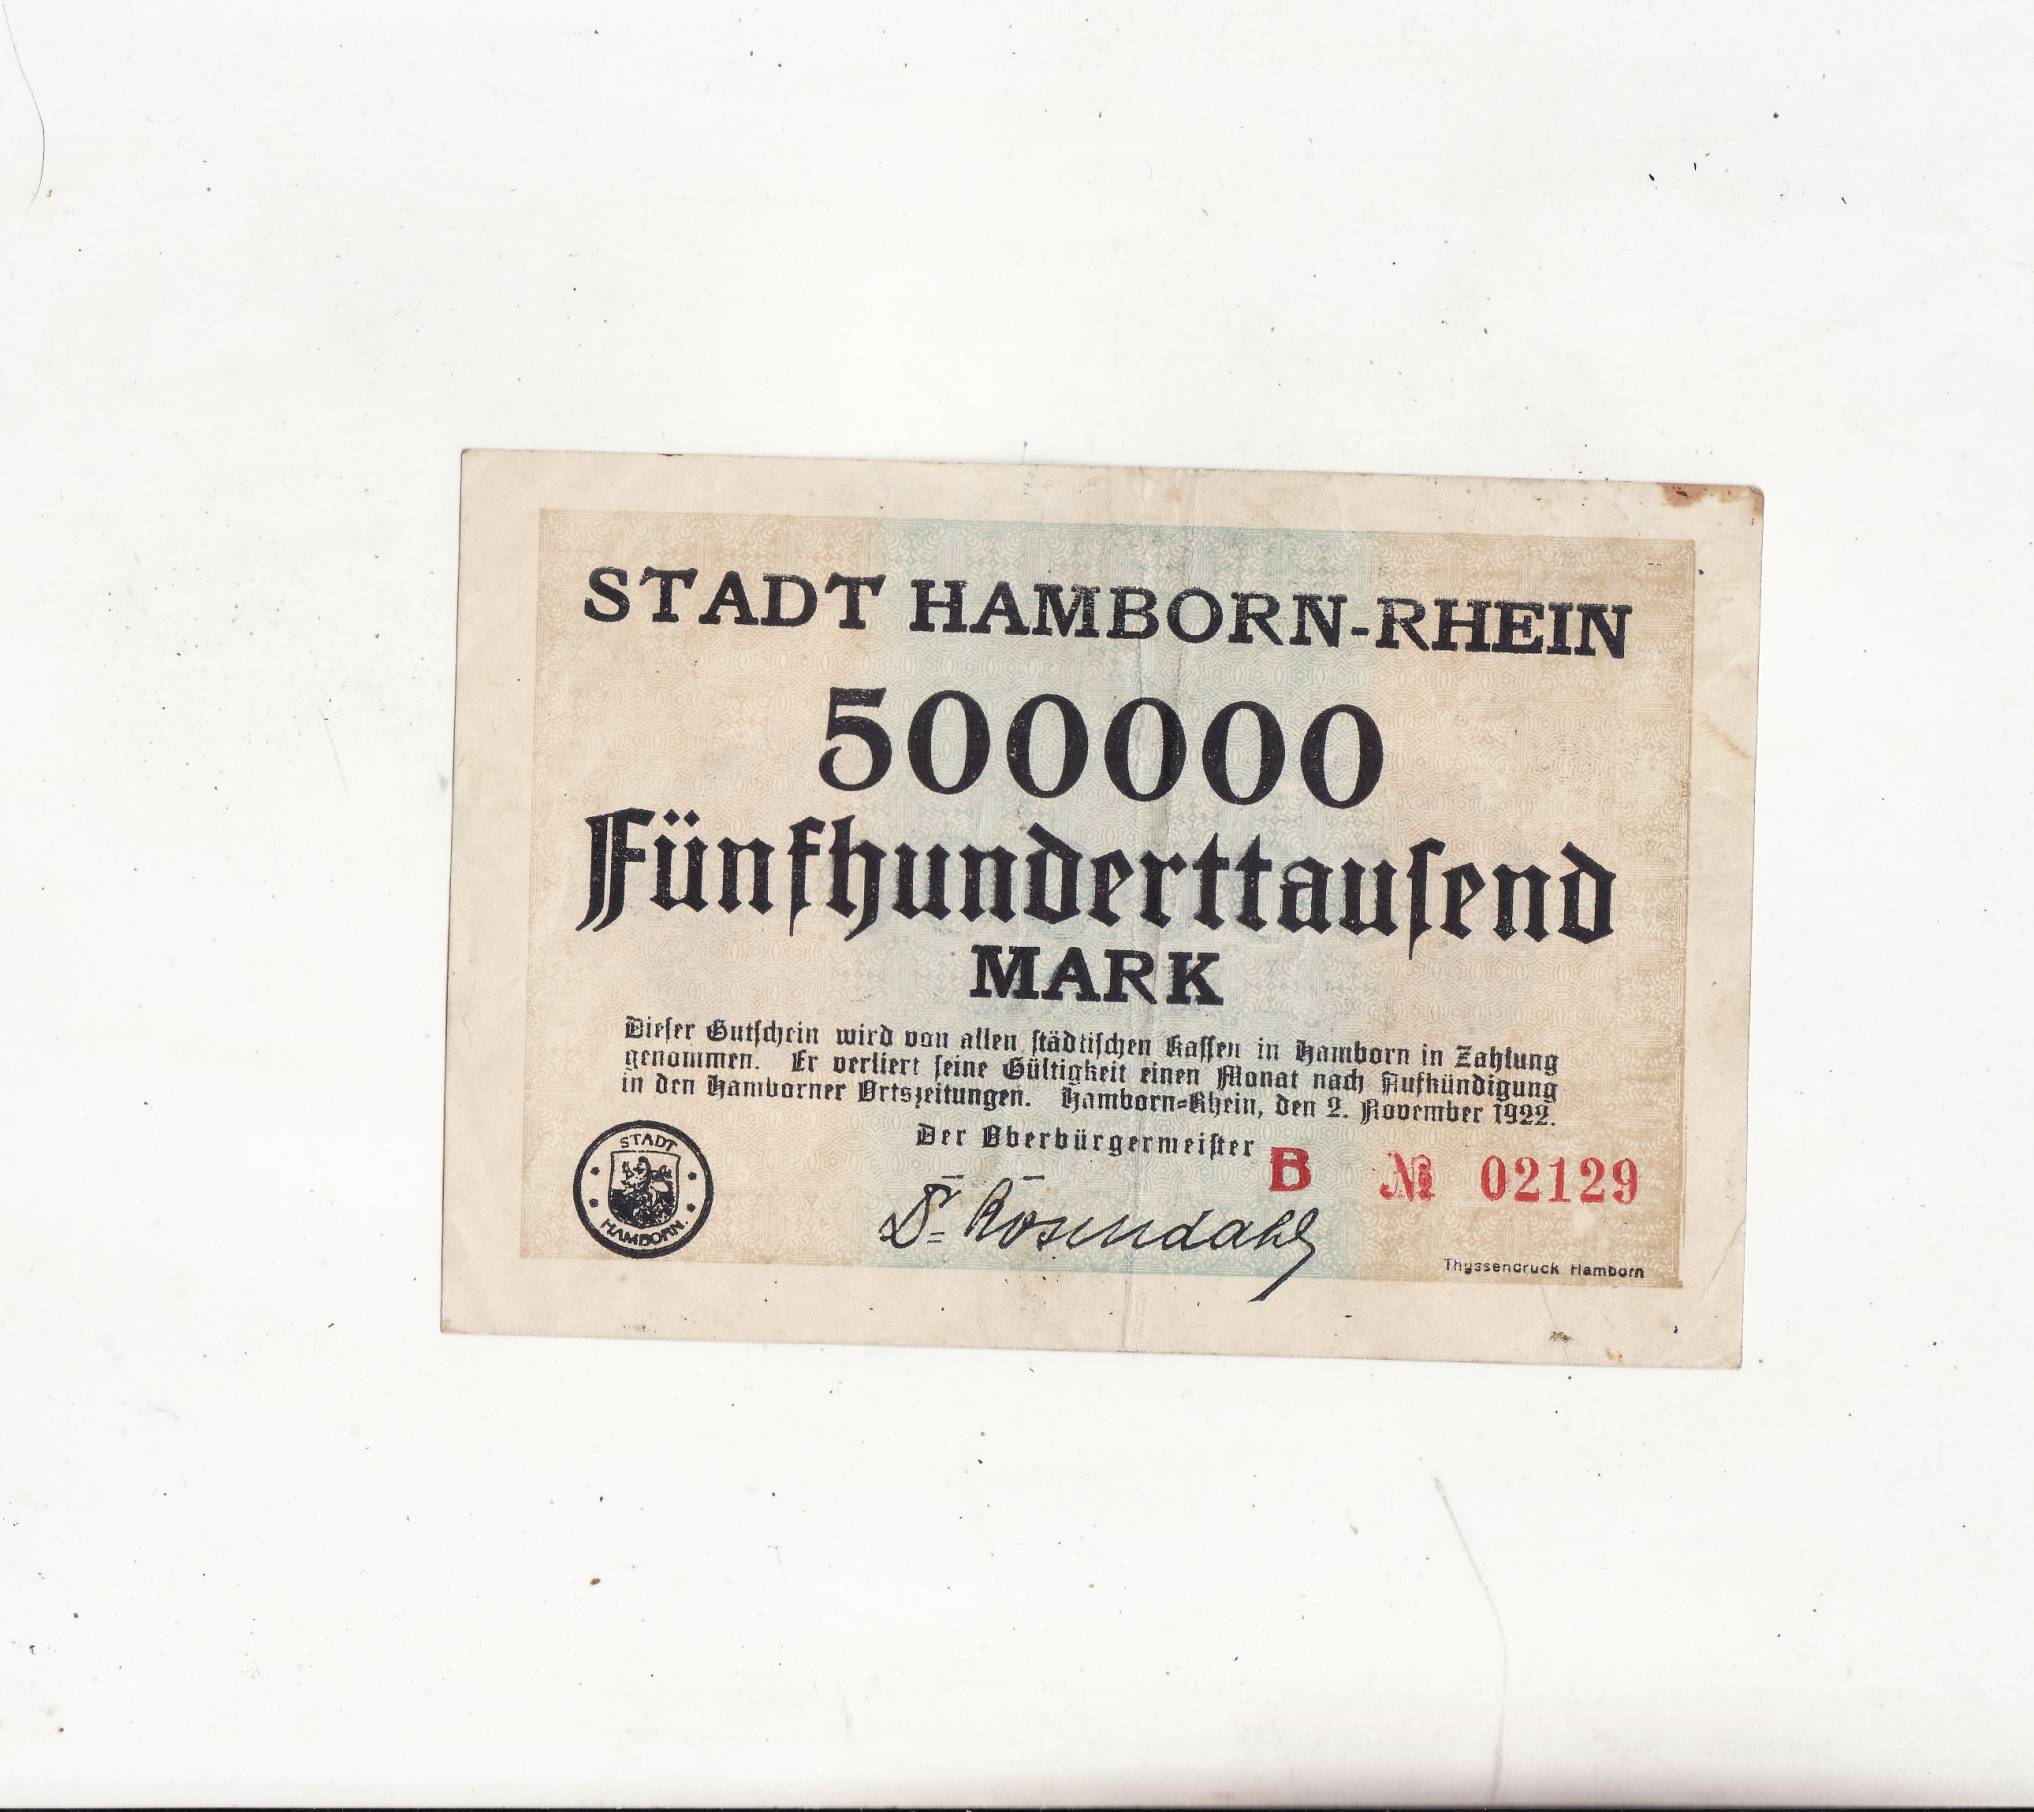 STADT HAMBORN-RHEIN
500000
Fünfhunderttausend
MARK
Dieser Gutschein wird von allen städtischen Kassen in Hamborn in Zahlung
genommen. Er verliert seine Gültigkeit einen Monat nach Aufkündigung
in den Hamborner Ortszeitungen. Hamborn-Rhein, den 2. November 1922.
Der Oberbürgermeister
B № 02129
STADT
HAMBORN.
Dr. Rosendahl
Thyssendruck Hamborn